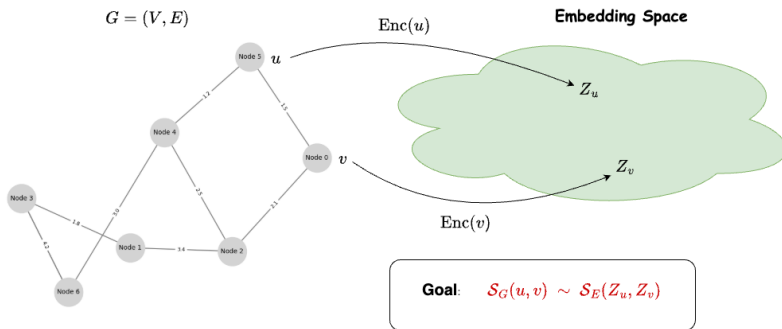 G = (V, E)
Enc(u)
Embedding Space
Node 5
u
1.2
1.5
Z_u
Node 4
Node 0
v
Z_v
2.5
Node 3
3.0
2.1
1.8
Enc(v)
4.2
Node 1
3.4
Node 2
Node 6
Goal: S_G(u, v) ~ S_E(Z_u, Z_v)